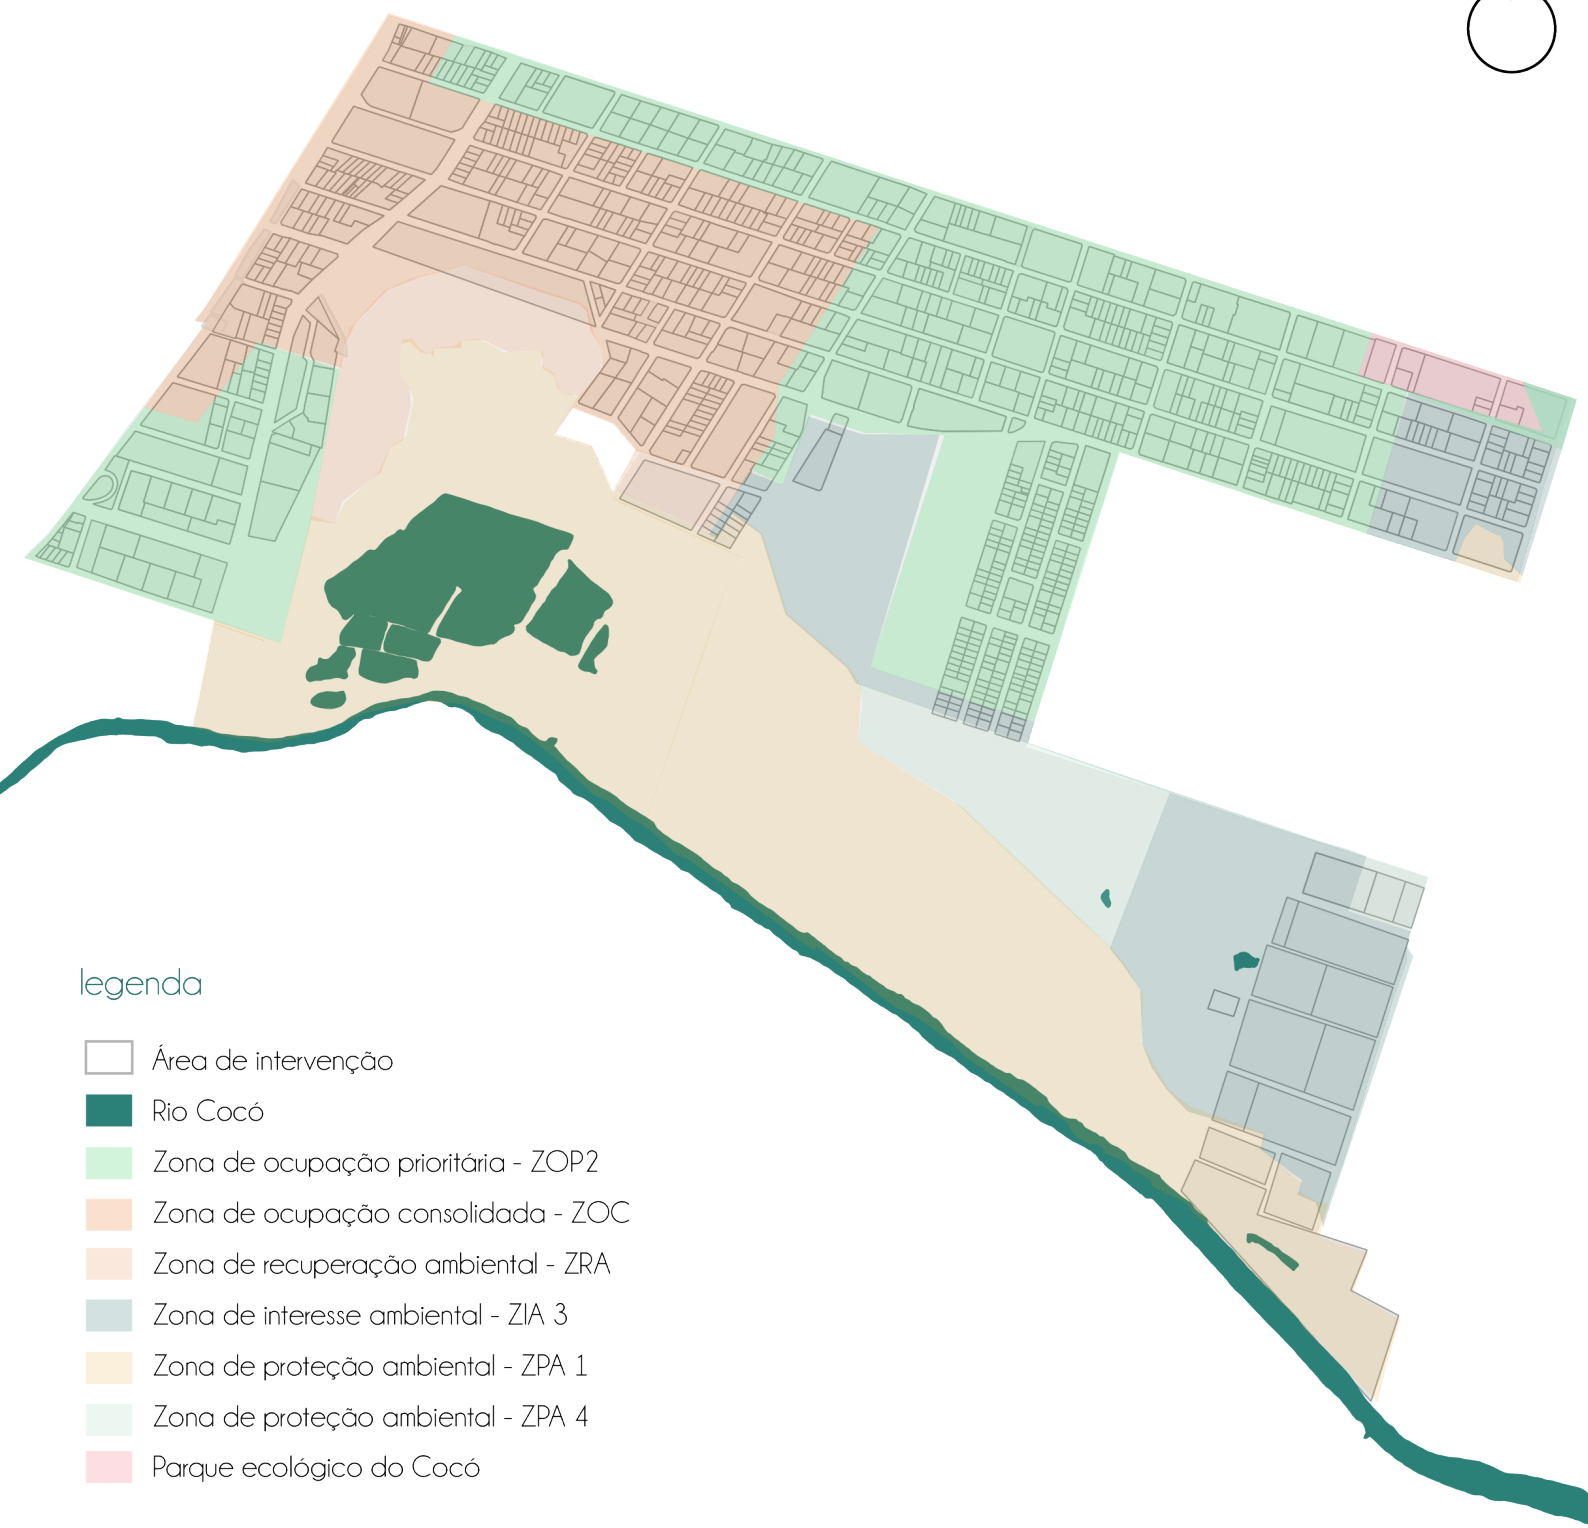 legenda
Área de intervenção
Rio Cocó
Zona de ocupação prioritária - ZOP2
Zona de ocupação consolidada - ZOC
Zona de recuperação ambiental - ZRA
Zona de interesse ambiental - ZIA 3
Zona de proteção ambiental - ZPA 1
Zona de proteção ambiental - ZPA 4
Parque ecológico do Cocó